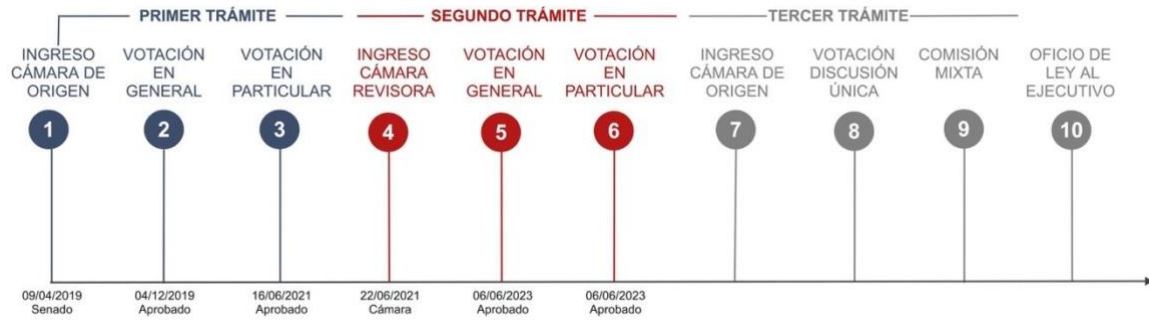 PRIMER TRÁMITE
SEGUNDO TRÁMITE
TERCER TRÁMITE
INGRESO
CÁMARA DE
ORIGEN
VOTACIÓN
EN
GENERAL
VOTACIÓN
EN
PARTICULAR
INGRESO
CÁMARA
REVISORA
VOTACIÓN
EN
GENERAL
VOTACIÓN
EN
PARTICULAR
INGRESO
CÁMARA DE
ORIGEN
VOTACIÓN
DISCUSIÓN
ÚNICA
COMISIÓN
MIXTA
OFICIO DE
LEY AL
EJECUTIVO
1
2
3
4
5
6
7
8
9
10
09/04/2019
Senado
04/12/2019
Aprobado
16/06/2021
Aprobado
22/06/2021
Cámara
06/06/2023
Aprobado
06/06/2023
Aprobado